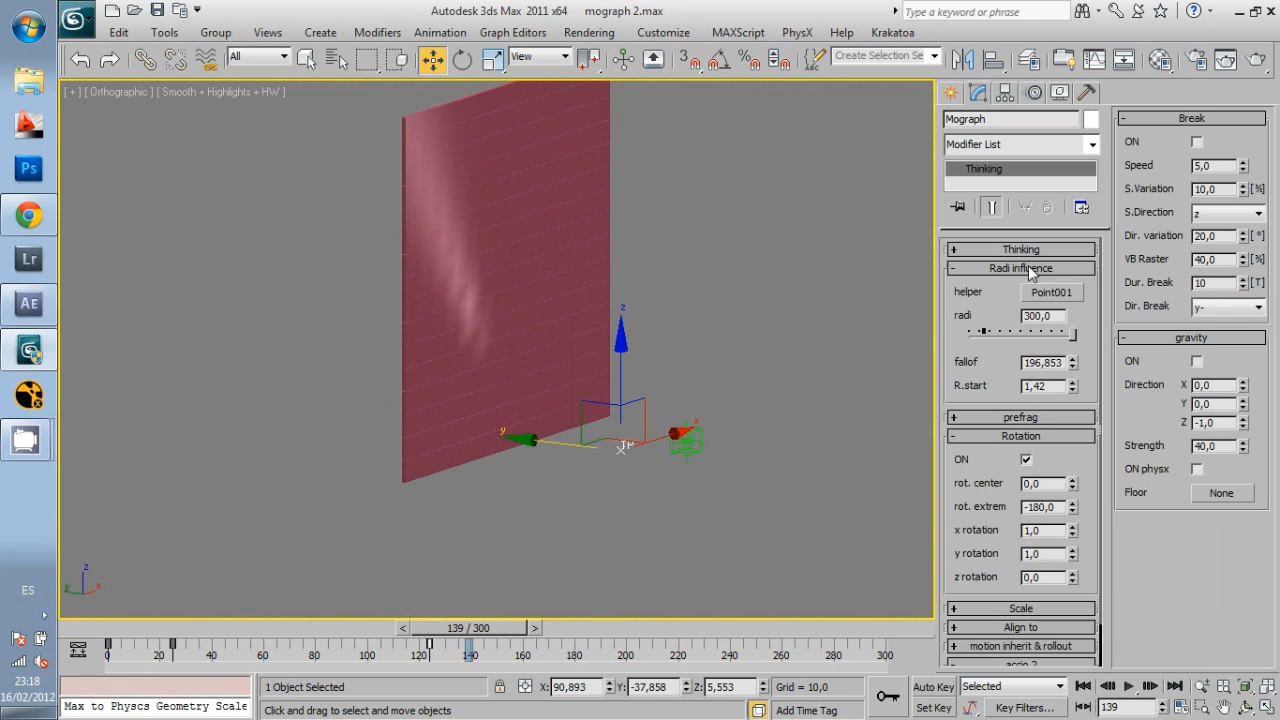 Autodesk 3ds Max 2011 x64 mograph 2.max
Type a keyword or phrase
Edit Tools Group Views Create Modifiers Animation Graph Editors Rendering Customize MAXScript PhysX Help Krakatoa
All View Create Selection Se
[ + ] [ Orthographic ] [ Smooth + Highlights + HW ]
Mograph
Modifier List
Thinking
+ Thinking
- Radi influence
helper Point001
radi 300,0
fallof 196,853
R.start 1,42
+ prefrag
- Rotation
ON
rot. center 0,0
rot. extrem -180,0
x rotation 1,0
y rotation 1,0
z rotation 0,0
+ Scale
+ Align to
+ motion inherit & rollout
- Break
ON
Speed 5,0
S.Variation 10,0 [%]
S.Direction z
Dir. variation 20,0 [ °]
VB Raster 40,0 [%]
Dur. Break 10 [T]
Dir. Break y-
- gravity
ON
Direction X 0,0
Y 0,0
Z -1,0
Strength 40,0
ON physx
Floor None
z
y
x
z
y x
Ps
Lr
AE
ES
23:18
16/02/2012
< 139 / 300 >
0 20 40 60 80 100 120 140 160 180 200 220 240 260 280 300
1 Object Selected X: 90,893 Y: -37,858 Z: 5,553 Grid = 10,0
Auto Key Selected
Max to Physcs Geometry Scale Click and drag to select and move objects Add Time Tag
Set Key Key Filters... 139